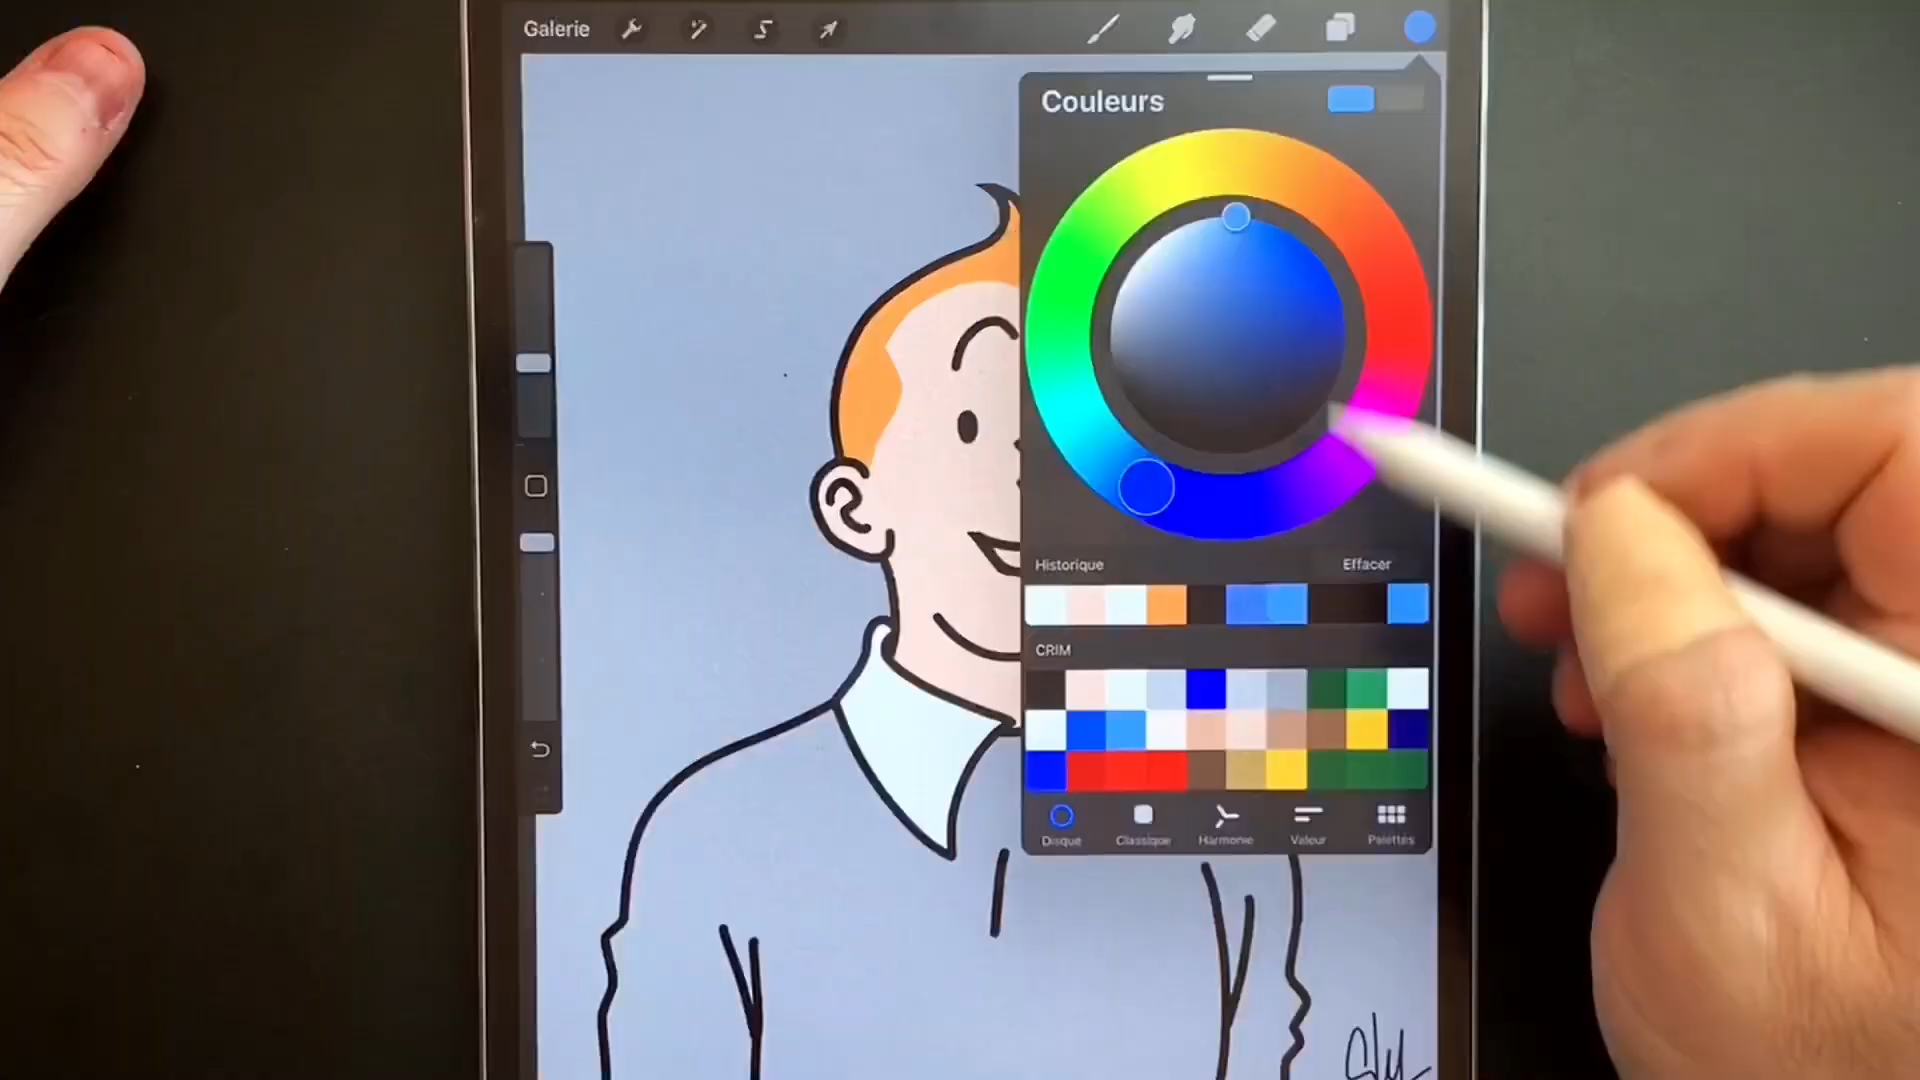 Galerie
Couleurs
Historique
Effacer
CRIM
Disque
Classique
Harmonie
Valeur
Palettes